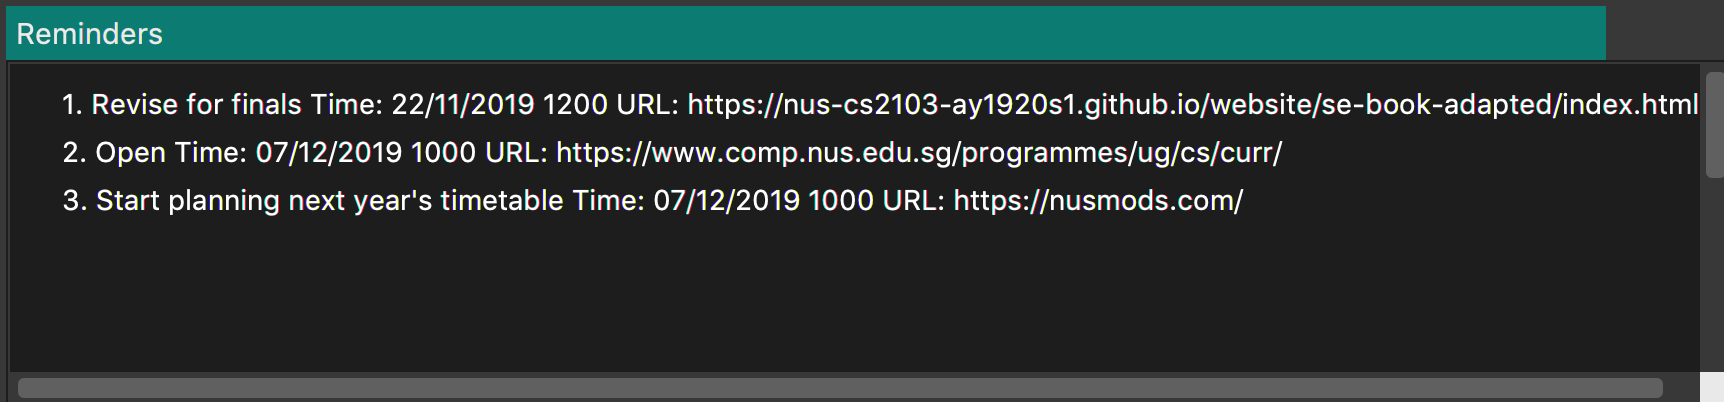 Reminders
1. Revise for finals Time: 22/11/2019 1200 URL: https://nus-cs2103-ay1920s1.github.io/website/se-book-adapted/index.html
2. Open Time: 07/12/2019 1000 URL: https://www.comp.nus.edu.sg/programmes/ug/cs/curr/
3. Start planning next year's timetable Time: 07/12/2019 1000 URL: https://nusmods.com/